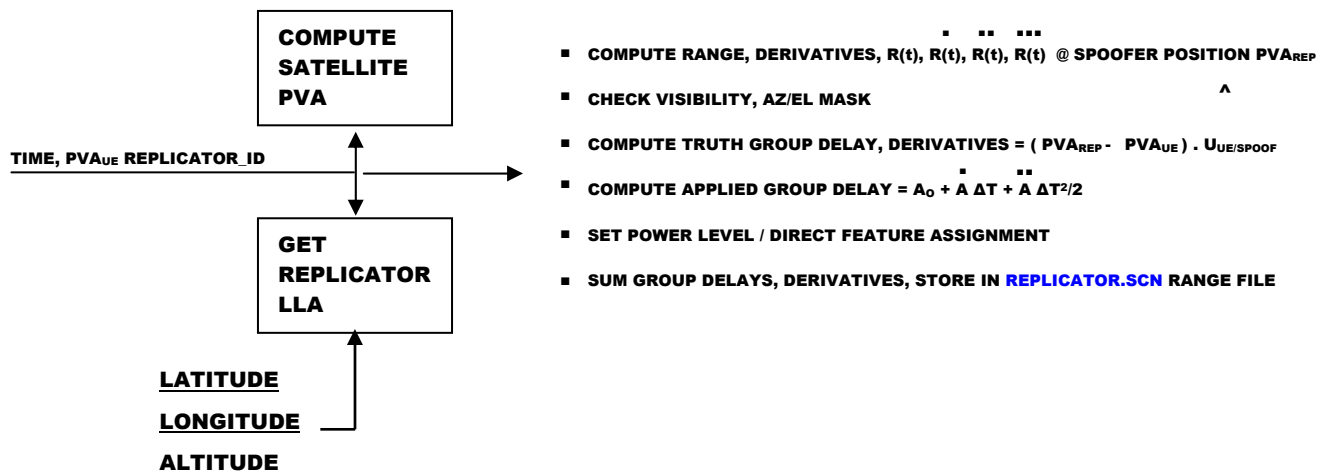 COMPUTE
SATELLITE
PVA
TIME, PVAUE REPLICATOR_ID
GET
REPLICATOR
LLA
LATITUDE
LONGITUDE
ALTITUDE
▪ COMPUTE RANGE, DERIVATIVES, R(t), Ṙ(t), R̈(t), R⃛(t) @ SPOOFER POSITION PVAREP
▪ CHECK VISIBILITY, AZ/EL MASK
▪ COMPUTE TRUTH GROUP DELAY, DERIVATIVES = ( PVAREP - PVAUE ) . ÛUE/SPOOF
▪ COMPUTE APPLIED GROUP DELAY = AO + Ȧ ΔT + Ä ΔT²/2
▪ SET POWER LEVEL / DIRECT FEATURE ASSIGNMENT
▪ SUM GROUP DELAYS, DERIVATIVES, STORE IN REPLICATOR.SCN RANGE FILE